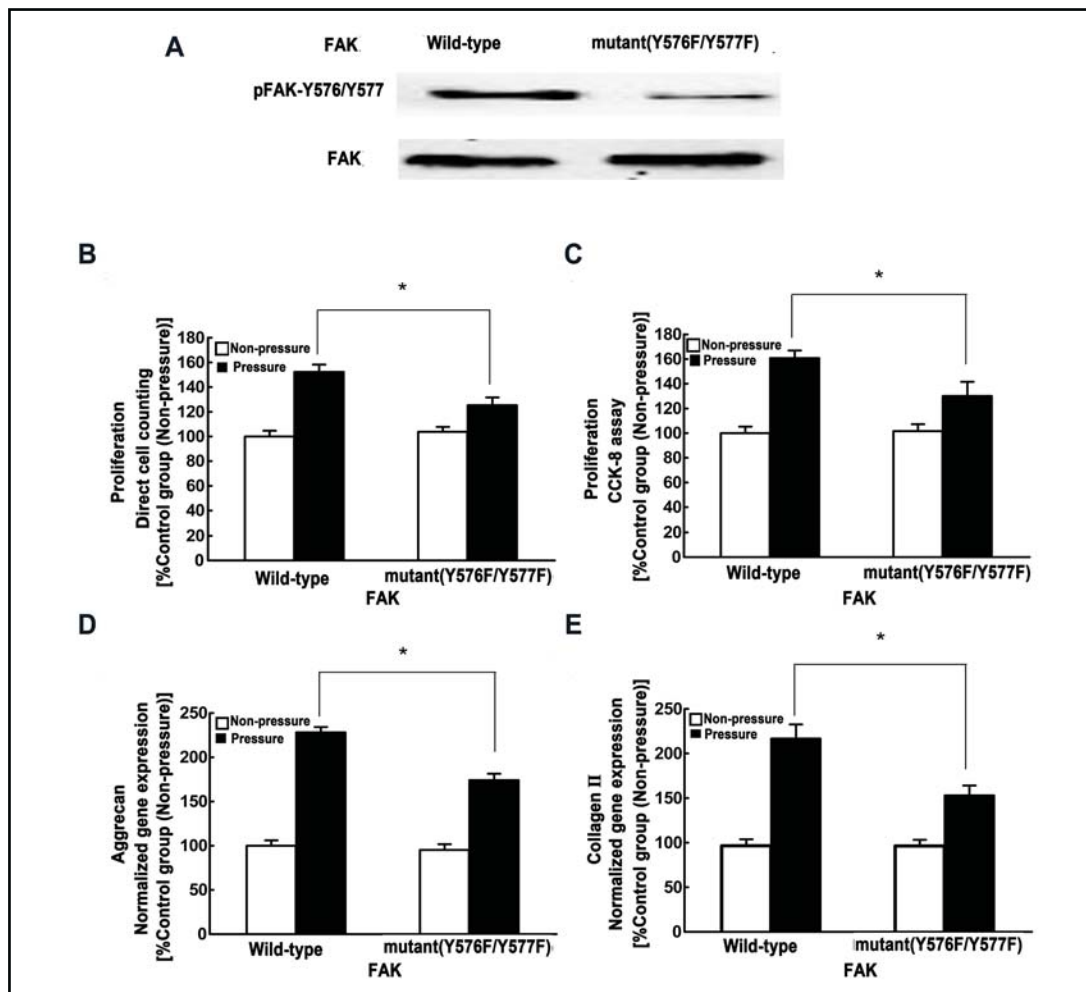 A
FAK Wild-type mutant(Y576F/Y577F)
pFAK-Y576/Y577
FAK
B
*
Proliferation
Direct cell counting
[%Control group (Non-pressure)]
180
160
140
120
100
80
60
40
20
0
Non-pressure
Pressure
Wild-type mutant(Y576F/Y577F)
FAK
C
*
Proliferation
CCK-8 assay
[%Control group (Non-pressure)]
180
160
140
120
100
80
60
40
20
0
Non-pressure
Pressure
Wild-type mutant(Y576F/Y577F)
FAK
D
*
Aggrecan
Normalized gene expression
[%Control group (Non-pressure)]
250
200
150
100
50
0
Non-pressure
Pressure
Wild-type mutant(Y576F/Y577F)
FAK
E
*
Collagen II
Normalized gene expression
[%Control group (Non-pressure)]
250
200
150
100
50
0
Non-pressure
Pressure
Wild-type mutant(Y576F/Y577F)
FAK